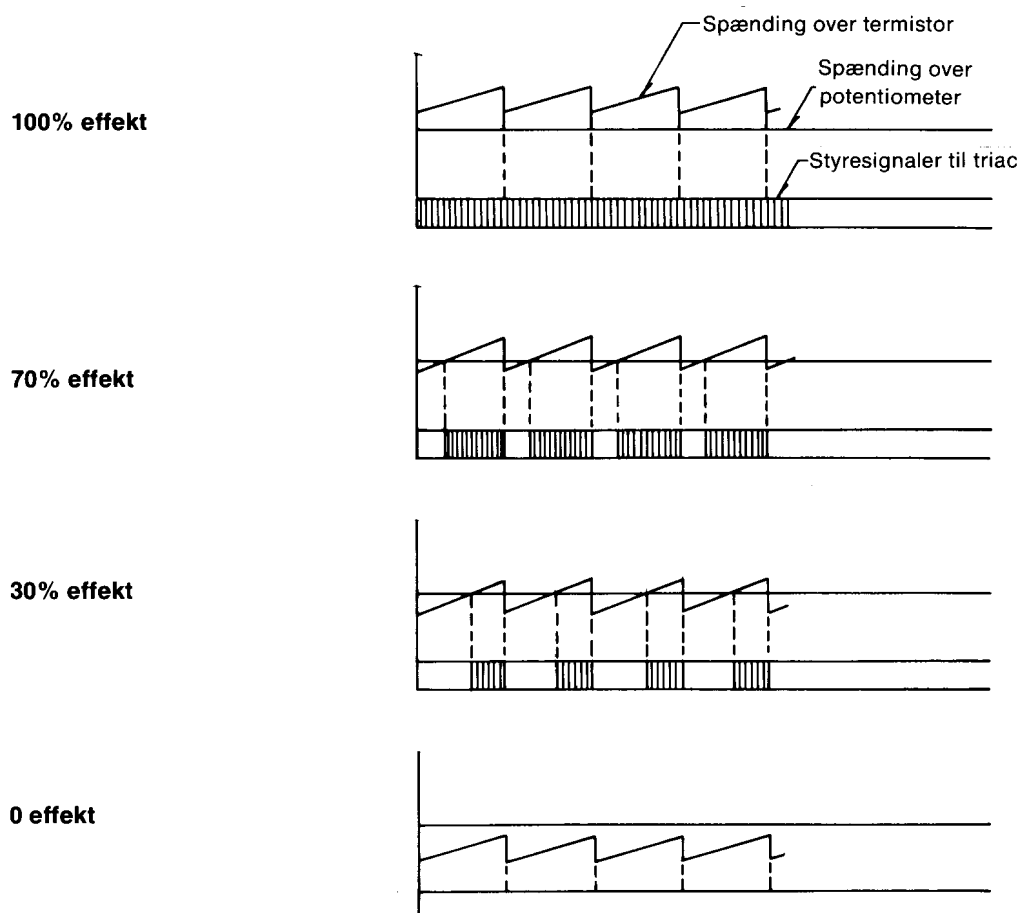 Spænding over termistor
Spænding over
potentiometer
100% effekt
Styresignaler til triac
70% effekt
30% effekt
0 effekt